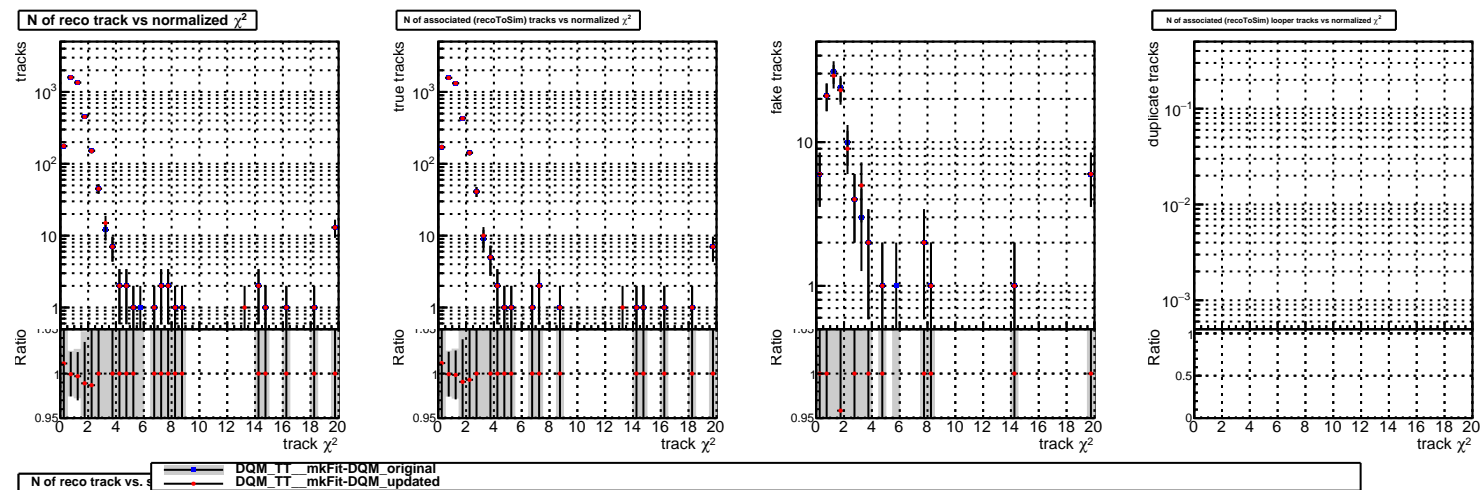 N of reco track vs normalized χ²
tracks
10³
10²
10
1
1.05
Ratio
1
0.95
0 2 4 6 8 10 12 14 16 18 20
track χ²
N of associated (recoToSim) tracks vs normalized χ²
true tracks
10³
10²
10
1
1.05
Ratio
1
0.95
0 2 4 6 8 10 12 14 16 18 20
track χ²
fake tracks
10
1
1.05
Ratio
1
0.95
0 2 4 6 8 10 12 14 16 18 20
track χ²
N of associated (recoToSim) looper tracks vs normalized χ²
duplicate tracks
10⁻¹
10⁻²
10⁻³
Ratio
1
0.5
0
0 2 4 6 8 10 12 14 16 18 20
track χ²
N of reco track vs. s
DQM_TT__mkFit-DQM_original
DQM_TT__mkFit-DQM_updated